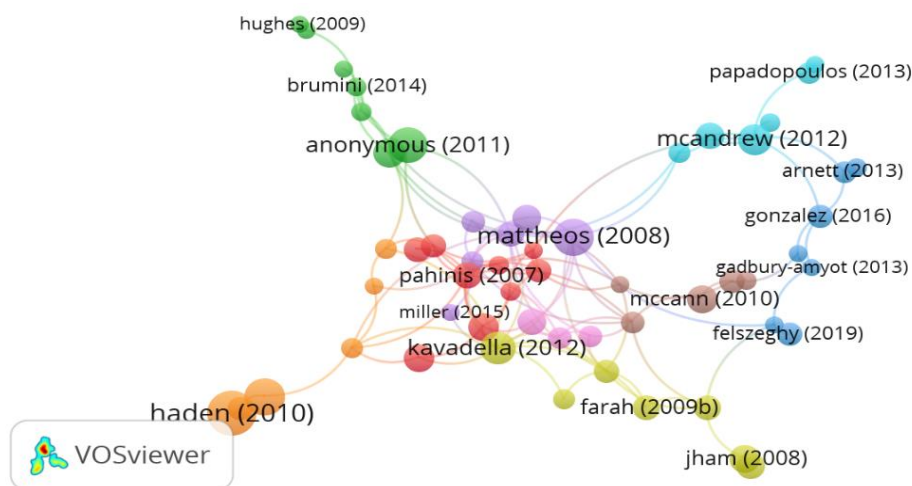 hughes (2009)
papadopoulos (2013)
brumini (2014)
anonymous (2011)
mcandrew (2012)
arnett (2013)
gonzalez (2016)
mattheos (2008)
pahinis (2007)
gadbury-amyot (2013)
mccann (2010)
miller (2015)
felszeghy (2019)
kavadella (2012)
haden (2010)
farah (2009b)
jham (2008)
VOSviewer